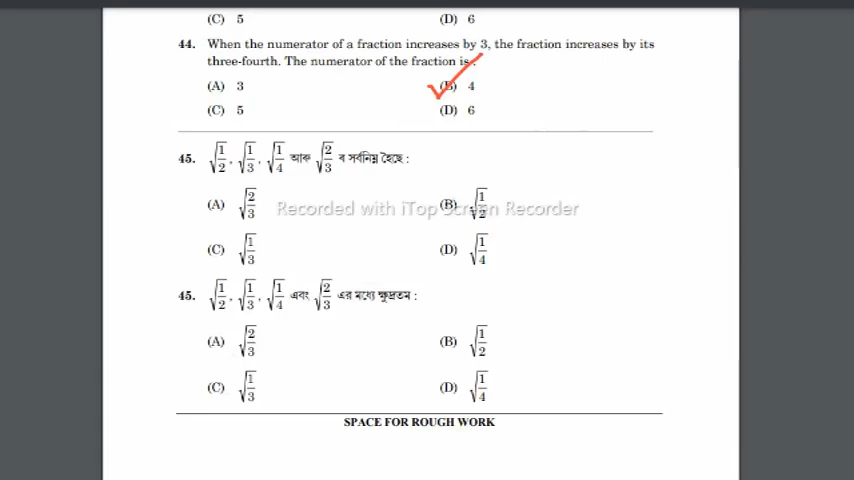 (C) 5 (D) 6
44. When the numerator of a fraction increases by 3, the fraction increases by its
three-fourth. The numerator of the fraction is :
(A) 3 (B) 4
(C) 5 (D) 6
45. √(1/2), √(1/3), √(1/4) আৰু √(2/3) ৰ সৰ্বনিম্ন হৈছে :
(A) √(2/3) (B) √(1/2)
Recorded with iTop Screen Recorder
(C) √(1/3) (D) √(1/4)
45. √(1/2), √(1/3), √(1/4) এবং √(2/3) এর মধ্যে ক্ষুদ্রতম :
(A) √(2/3) (B) √(1/2)
(C) √(1/3) (D) √(1/4)
SPACE FOR ROUGH WORK